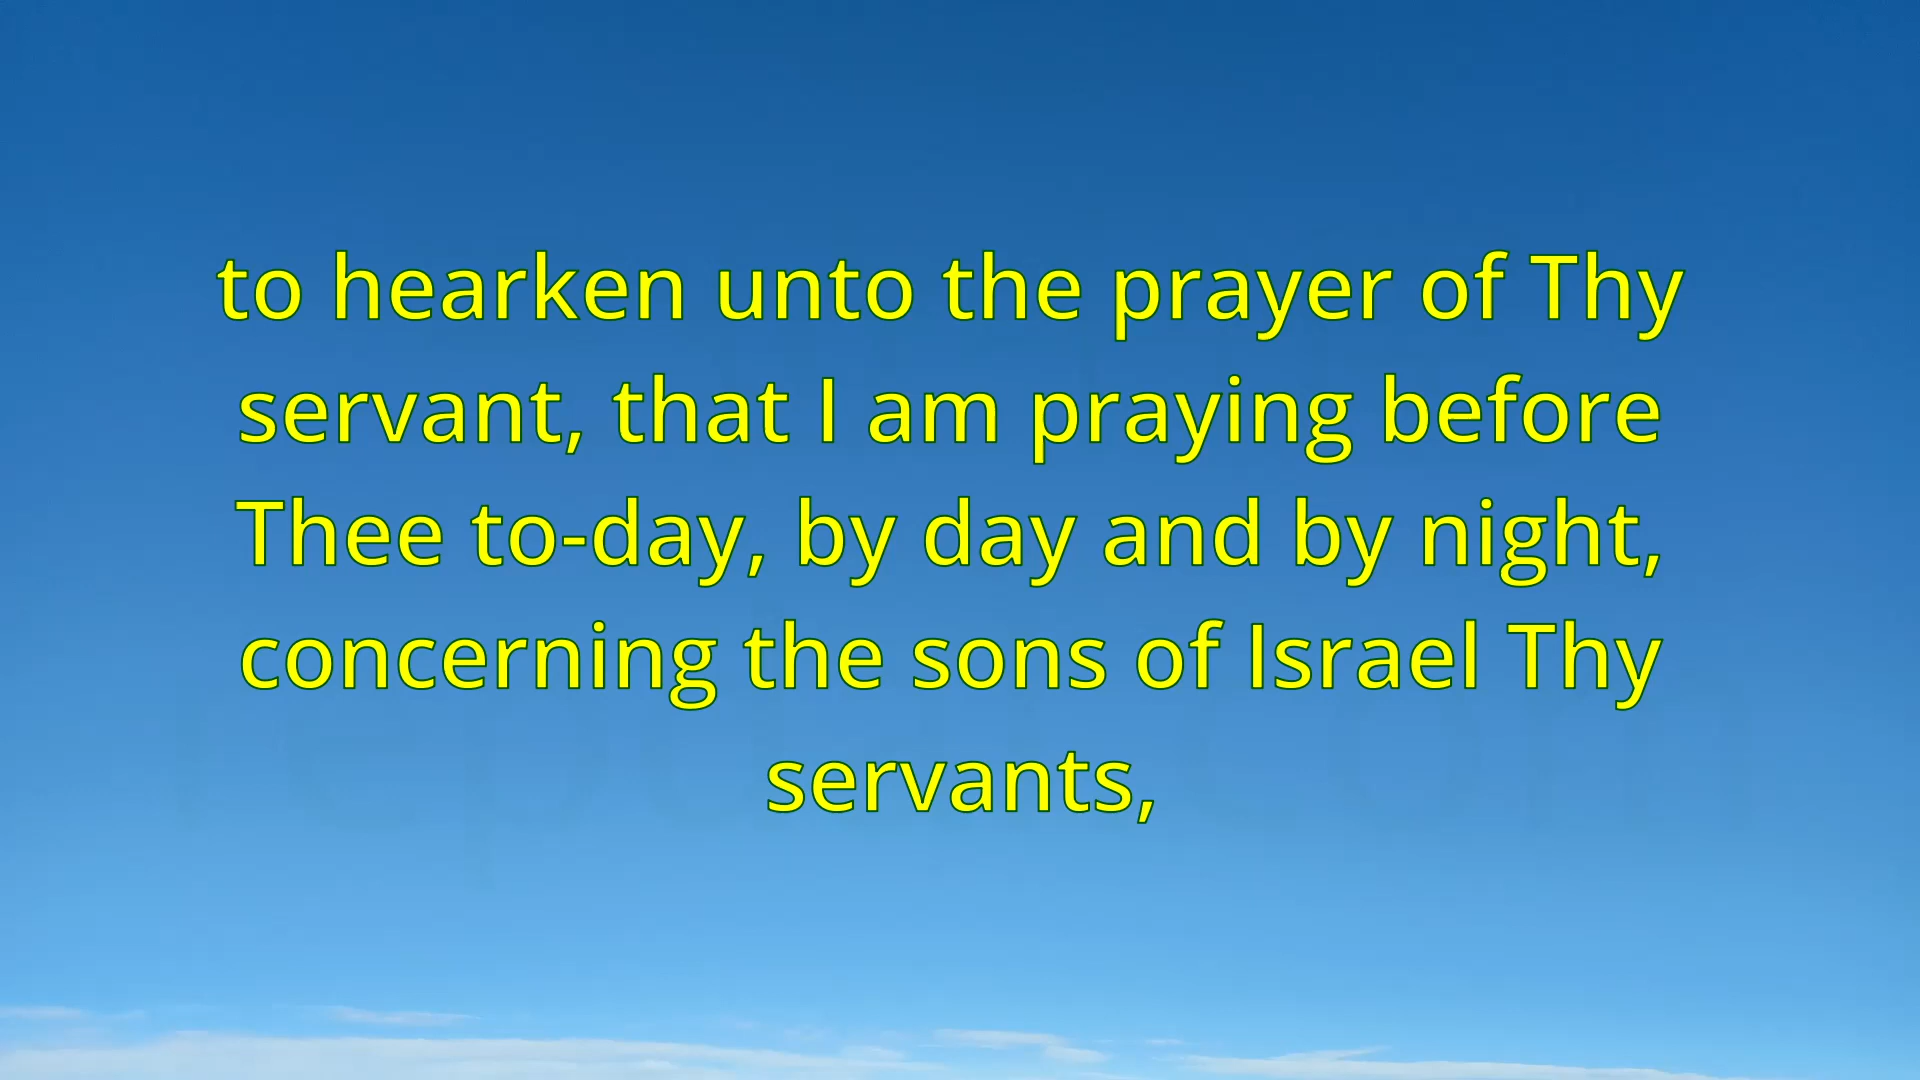 to hearken unto the prayer of Thy
servant, that I am praying before
Thee to-day, by day and by night,
concerning the sons of Israel Thy
servants,